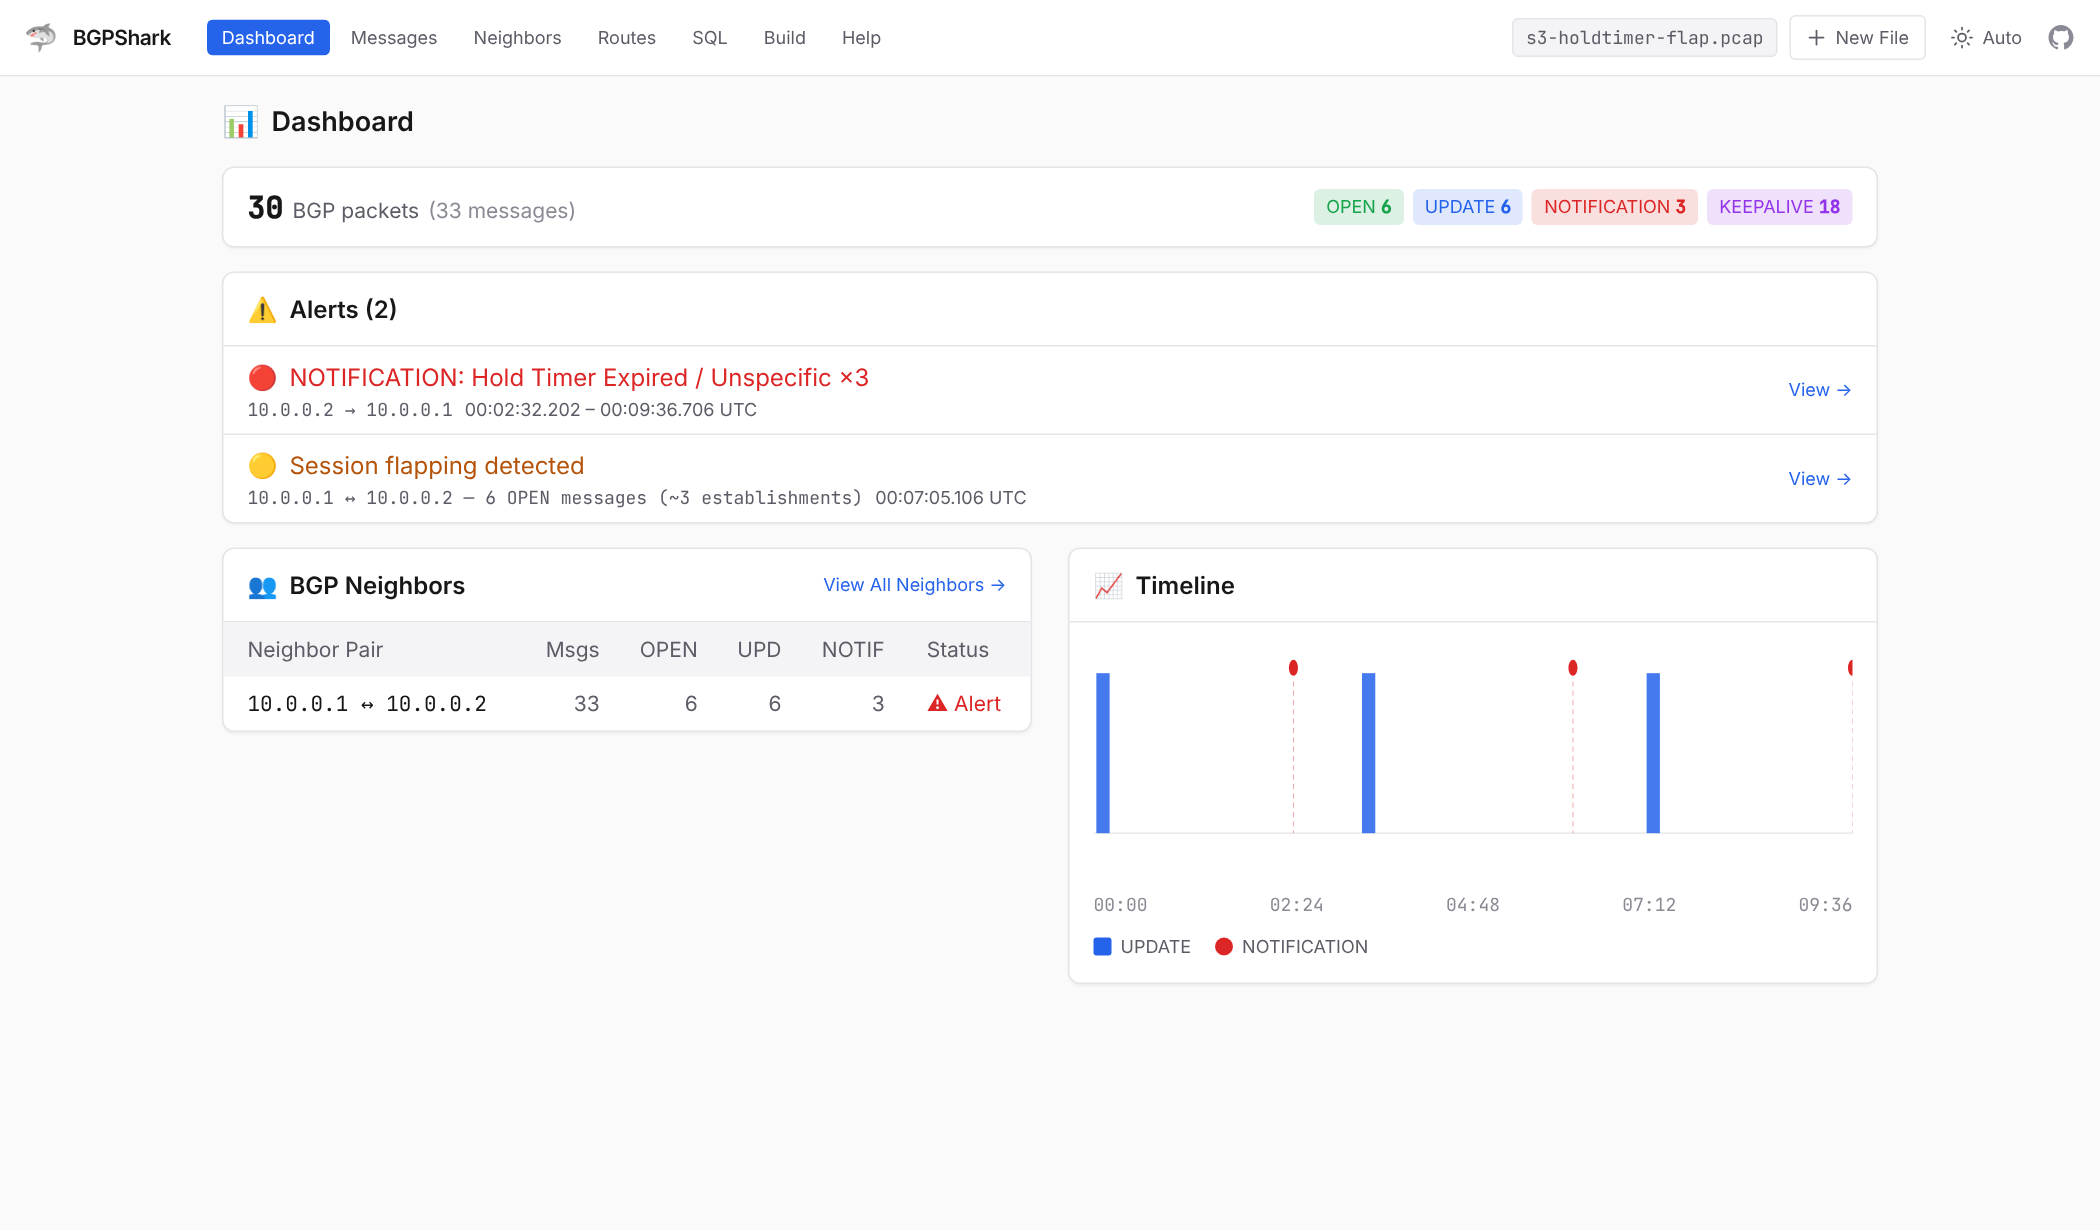 BGPShark Dashboard Messages Neighbors Routes SQL Build Help s3-holdtimer-flap.pcap + New File Auto
Dashboard
30 BGP packets (33 messages) OPEN 6 UPDATE 6 NOTIFICATION 3 KEEPALIVE 18
Alerts (2)
NOTIFICATION: Hold Timer Expired / Unspecific ×3
10.0.0.2 → 10.0.0.1 00:02:32.202 – 00:09:36.706 UTC
View →
Session flapping detected
10.0.0.1 ↔ 10.0.0.2 — 6 OPEN messages (~3 establishments) 00:07:05.106 UTC
View →
BGP Neighbors View All Neighbors →
Neighbor Pair Msgs OPEN UPD NOTIF Status
10.0.0.1 ↔ 10.0.0.2 33 6 6 3 Alert
Timeline
00:00 02:24 04:48 07:12 09:36
UPDATE NOTIFICATION